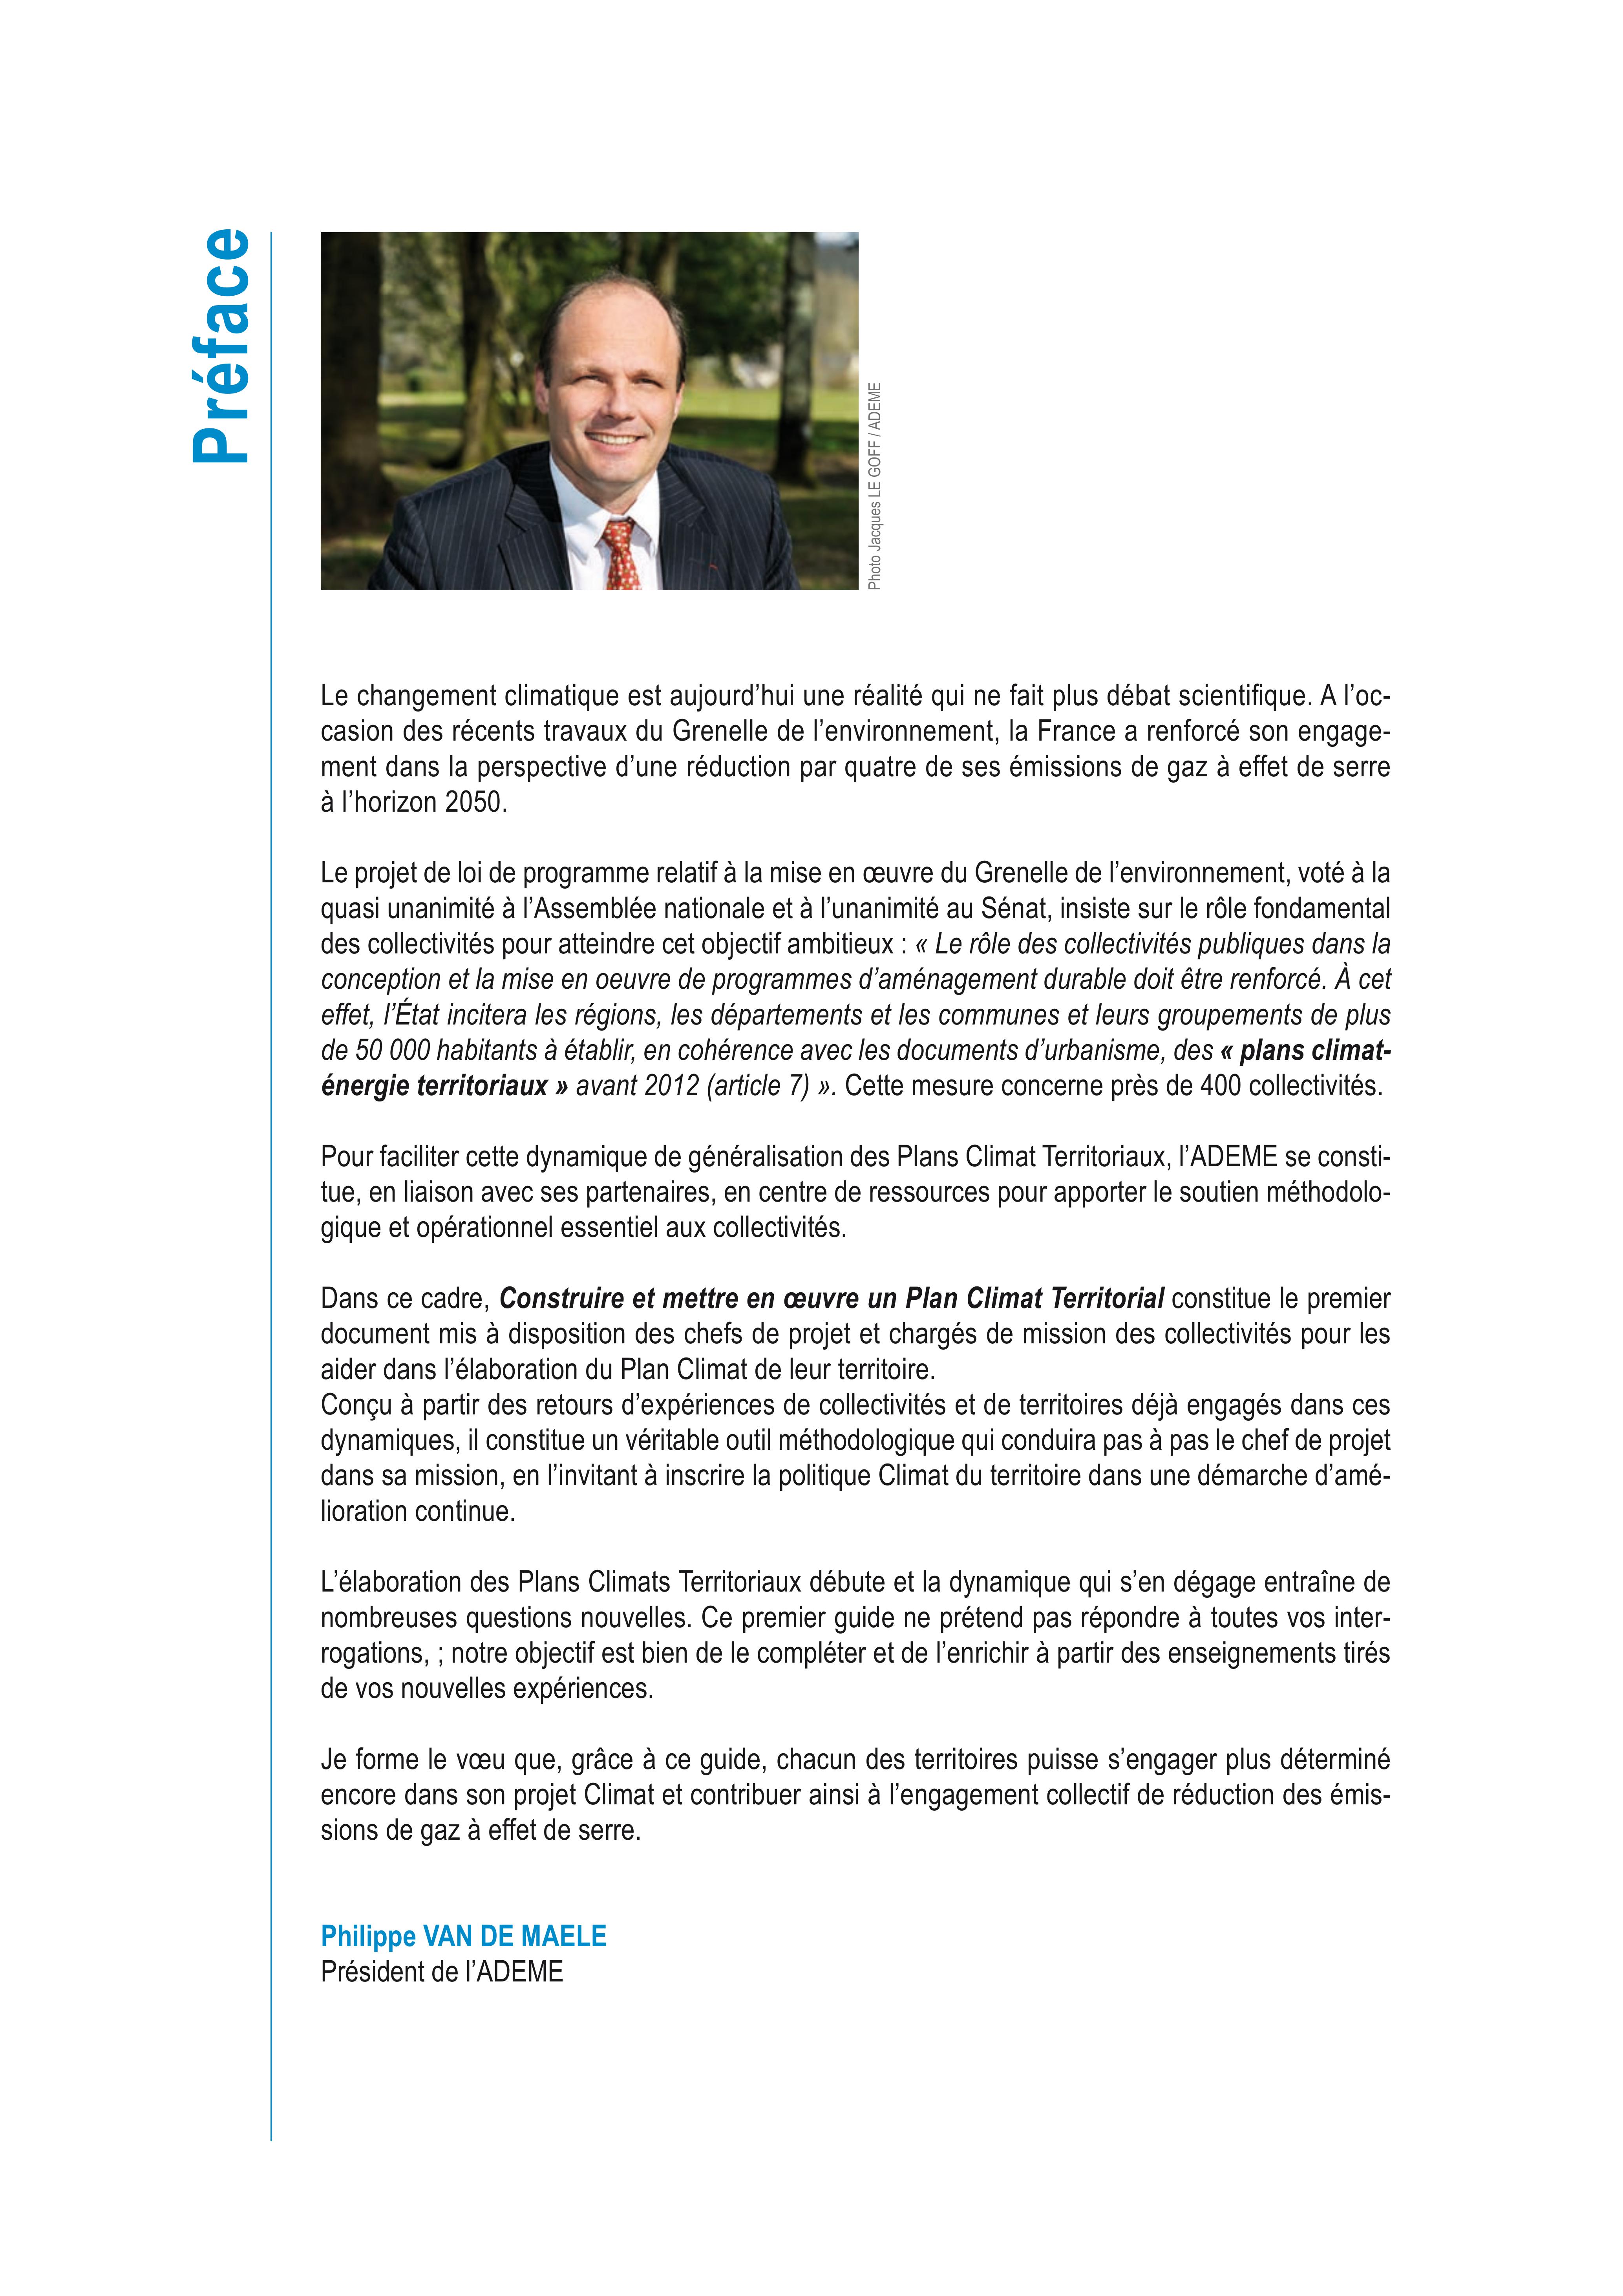 Préface
Photo Jacques LE GOFF / ADEME
Le changement climatique est aujourd’hui une réalité qui ne fait plus débat scientifique. A l’oc-
casion des récents travaux du Grenelle de l’environnement, la France a renforcé son engage-
ment dans la perspective d’une réduction par quatre de ses émissions de gaz à effet de serre
à l’horizon 2050.
Le projet de loi de programme relatif à la mise en œuvre du Grenelle de l’environnement, voté à la
quasi unanimité à l’Assemblée nationale et à l’unanimité au Sénat, insiste sur le rôle fondamental
des collectivités pour atteindre cet objectif ambitieux : « Le rôle des collectivités publiques dans la
conception et la mise en oeuvre de programmes d’aménagement durable doit être renforcé. À cet
effet, l’État incitera les régions, les départements et les communes et leurs groupements de plus
de 50 000 habitants à établir, en cohérence avec les documents d’urbanisme, des « plans climat-
énergie territoriaux » avant 2012 (article 7) ». Cette mesure concerne près de 400 collectivités.
Pour faciliter cette dynamique de généralisation des Plans Climat Territoriaux, l’ADEME se consti-
tue, en liaison avec ses partenaires, en centre de ressources pour apporter le soutien méthodolo-
gique et opérationnel essentiel aux collectivités.
Dans ce cadre, Construire et mettre en œuvre un Plan Climat Territorial constitue le premier
document mis à disposition des chefs de projet et chargés de mission des collectivités pour les
aider dans l’élaboration du Plan Climat de leur territoire.
Conçu à partir des retours d’expériences de collectivités et de territoires déjà engagés dans ces
dynamiques, il constitue un véritable outil méthodologique qui conduira pas à pas le chef de projet
dans sa mission, en l’invitant à inscrire la politique Climat du territoire dans une démarche d’amé-
lioration continue.
L’élaboration des Plans Climats Territoriaux débute et la dynamique qui s’en dégage entraîne de
nombreuses questions nouvelles. Ce premier guide ne prétend pas répondre à toutes vos inter-
rogations, ; notre objectif est bien de le compléter et de l’enrichir à partir des enseignements tirés
de vos nouvelles expériences.
Je forme le vœu que, grâce à ce guide, chacun des territoires puisse s’engager plus déterminé
encore dans son projet Climat et contribuer ainsi à l’engagement collectif de réduction des émis-
sions de gaz à effet de serre.
Philippe VAN DE MAELE
Président de l’ADEME